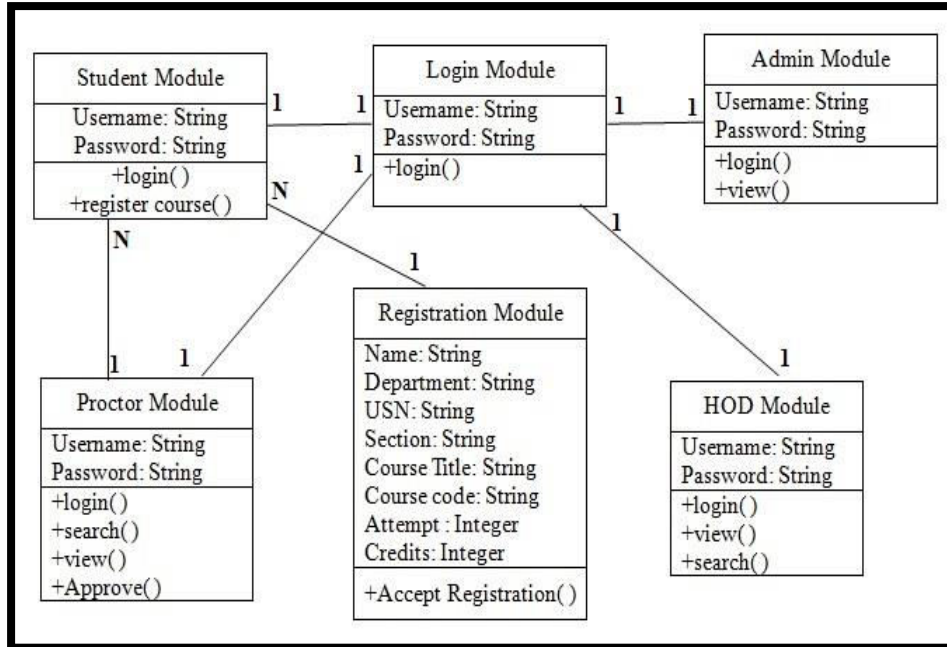 Student Module
Username: String
Password: String
+login( )
+register course( )
1
1
Login Module
Username: String
Password: String
+login( )
1
1
Admin Module
Username: String
Password: String
+login( )
+view( )
1
N
N
1
1
1
1
1
Proctor Module
Username: String
Password: String
+login( )
+search( )
+view( )
+Approve( )
Registration Module
Name: String
Department: String
USN: String
Section: String
Course Title: String
Course code: String
Attempt : Integer
Credits: Integer
+Accept Registration( )
HOD Module
Username: String
Password: String
+login( )
+view( )
+search( )